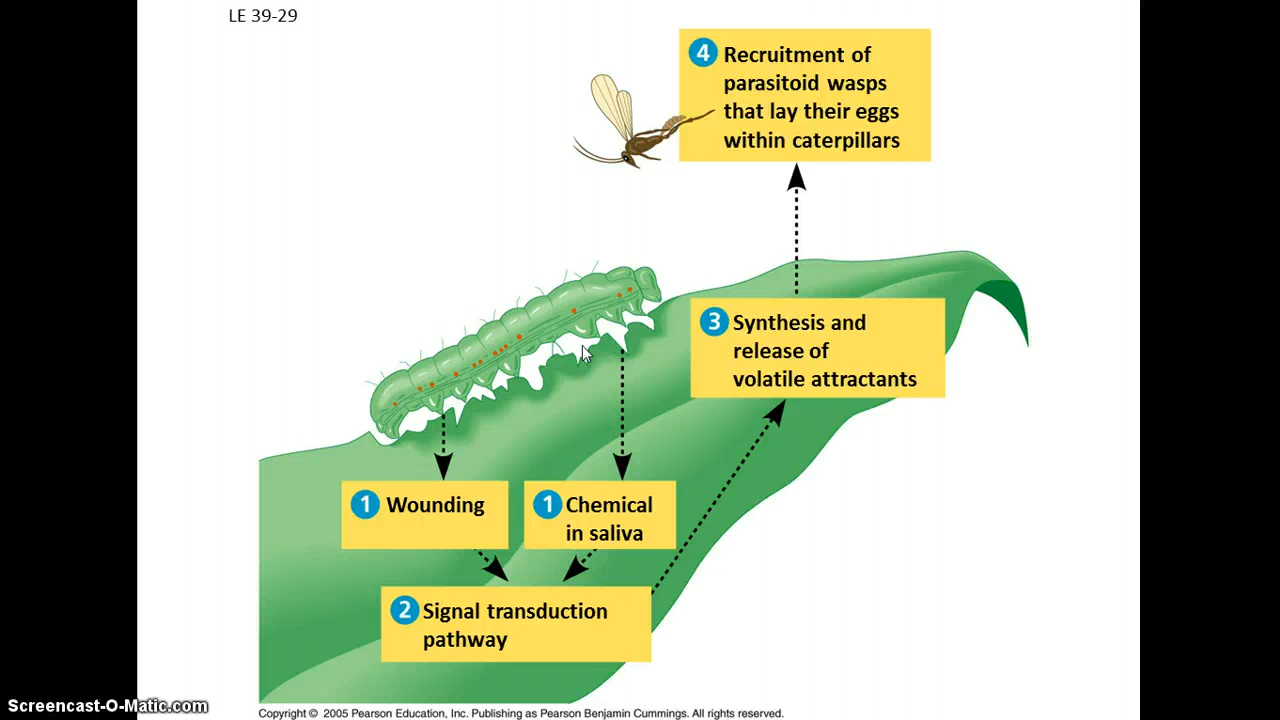 LE 39-29
4 Recruitment of
parasitoid wasps
that lay their eggs
within caterpillars
3 Synthesis and
release of
volatile attractants
1 Wounding
1 Chemical
in saliva
2 Signal transduction
pathway
Screencast-O-Matic.com
Copyright © 2005 Pearson Education, Inc. Publishing as Pearson Benjamin Cummings. All rights reserved.